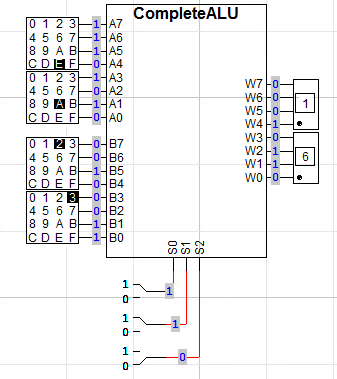 CompleteALU
0 1 2 3 1 A7
4 5 6 7 1 A6
8 9 A B 1 A5
C D E F 0 A4
0 1 2 3 1 A3
4 5 6 7 0 A2
8 9 A B 1 A1
C D E F 0 A0
0 1 2 3 0 B7
4 5 6 7 0 B6
8 9 A B 1 B5
C D E F 0 B4
0 1 2 3 0 B3
4 5 6 7 0 B2
8 9 A B 1 B1
C D E F 1 B0
W7 0
W6 0
W5 0
W4 1
1
W3 0
W2 1
W1 1
W0 0
6
S0 S1 S2
1
0 1
1
0 1
1
0 0